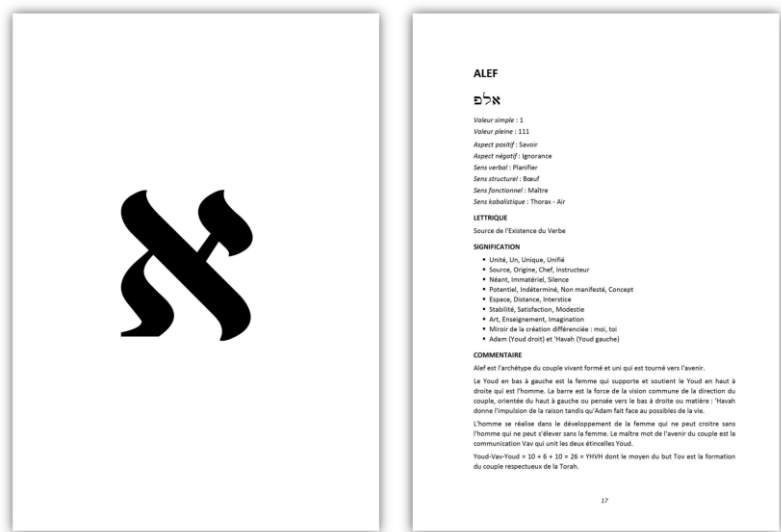 א
ALEF
אלפ
Valeur simple : 1
Valeur pleine : 111
Aspect positif : Savoir
Aspect négatif : Ignorance
Sens verbal : Planifier
Sens structurel : Bœuf
Sens fonctionnel : Maître
Sens kabalistique : Thorax - Air
LETTRIQUE
Source de l'Existence du Verbe
SIGNIFICATION
▪ Unité, Un, Unique, Unifié
▪ Source, Origine, Chef, Instructeur
▪ Néant, Immatériel, Silence
▪ Potentiel, Indéterminé, Non manifesté, Concept
▪ Espace, Distance, Interstice
▪ Stabilité, Satisfaction, Modestie
▪ Art, Enseignement, Imagination
▪ Miroir de la création différenciée : moi, toi
▪ Adam (Youd droit) et 'Havah (Youd gauche)
COMMENTAIRE
Alef est l'archétype du couple vivant formé et uni qui est tourné vers l'avenir.
Le Youd en bas à gauche est la femme qui supporte et soutient le Youd en haut à
droite qui est l'homme. La barre est la force de la vision commune de la direction du
couple, orientée du haut à gauche ou pensée vers le bas à droite ou matière : 'Havah
donne l'impulsion de la raison tandis qu'Adam fait face au possibles de la vie.
L'homme se réalise dans le développement de la femme qui ne peut croitre sans
l'homme qui ne peut s'élever sans la femme. Le maître mot de l'avenir du couple est la
communication Vav qui unit les deux étincelles Youd.
Youd-Vav-Youd = 10 + 6 + 10 = 26 = YHVH dont le moyen du but Tov est la formation
du couple respectueux de la Torah.
17